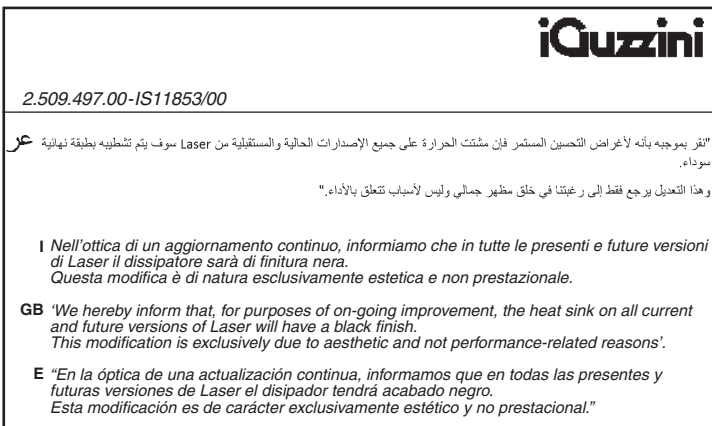 iGuzzini
2.509.497.00-IS11853/00
عر "نقر بموجبه بأنه لأغراض التحسين المستمر فإن مشتت الحرارة على جميع الإصدارات الحالية والمستقبلية من Laser سوف يتم تشطيبه بطبقة نهائية
سوداء.
وهذا التعديل يرجع فقط إلى رغبتنا في خلق مظهر جمالي وليس لأسباب تتعلق بالأداء."
I Nell'ottica di un aggiornamento continuo, informiamo che in tutte le presenti e future versioni
di Laser il dissipatore sarà di finitura nera.
Questa modifica è di natura esclusivamente estetica e non prestazionale.
GB 'We hereby inform that, for purposes of on-going improvement, the heat sink on all current
and future versions of Laser will have a black finish.
This modification is exclusively due to aesthetic and not performance-related reasons'.
E "En la óptica de una actualización continua, informamos que en todas las presentes y
futuras versiones de Laser el disipador tendrá acabado negro.
Esta modificación es de carácter exclusivamente estético y no prestacional."